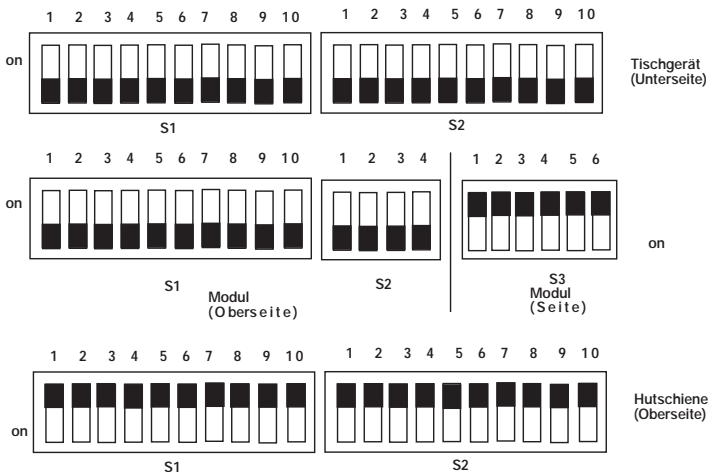 1 2 3 4 5 6 7 8 9 10 1 2 3 4 5 6 7 8 9 10
on
Tischgerät
(Unterseite)
S1 S2
1 2 3 4 5 6 7 8 9 10 1 2 3 4 1 2 3 4 5 6
on
on
S1 S2 S3
Modul
(Oberseite)
Modul
(Seite)
1 2 3 4 5 6 7 8 9 10 1 2 3 4 5 6 7 8 9 10
Hutschiene
(Oberseite)
on
S1 S2